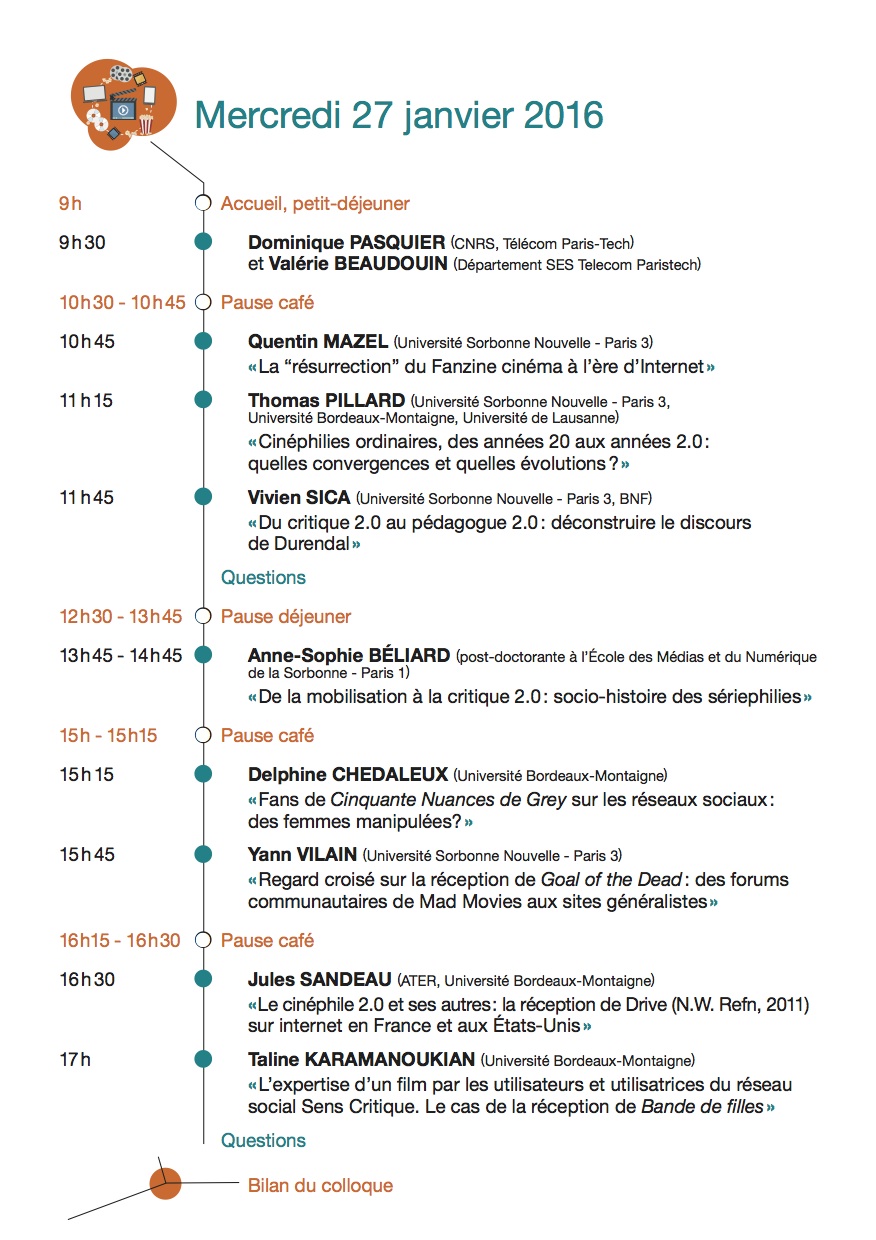 Mercredi 27 janvier 2016
9h Accueil, petit-déjeuner
9h30 Dominique PASQUIER (CNRS, Télécom Paris-Tech)
et Valérie BEAUDOUIN (Département SES Telecom Paristech)
10h30 - 10h45 Pause café
10h45 Quentin MAZEL (Université Sorbonne Nouvelle - Paris 3)
«La “résurrection” du Fanzine cinéma à l’ère d’Internet»
11h15 Thomas PILLARD (Université Sorbonne Nouvelle - Paris 3,
Université Bordeaux-Montaigne, Université de Lausanne)
«Cinéphilies ordinaires, des années 20 aux années 2.0:
quelles convergences et quelles évolutions?»
11h45 Vivien SICA (Université Sorbonne Nouvelle - Paris 3, BNF)
«Du critique 2.0 au pédagogue 2.0: déconstruire le discours
de Durendal»
Questions
12h30 - 13h45 Pause déjeuner
13h45 - 14h45 Anne-Sophie BÉLIARD (post-doctorante à l’École des Médias et du Numérique
de la Sorbonne - Paris 1)
«De la mobilisation à la critique 2.0: socio-histoire des sériephilies»
15h - 15h15 Pause café
15h15 Delphine CHEDALEUX (Université Bordeaux-Montaigne)
«Fans de Cinquante Nuances de Grey sur les réseaux sociaux:
des femmes manipulées?»
15h45 Yann VILAIN (Université Sorbonne Nouvelle - Paris 3)
«Regard croisé sur la réception de Goal of the Dead: des forums
communautaires de Mad Movies aux sites généralistes»
16h15 - 16h30 Pause café
16h30 Jules SANDEAU (ATER, Université Bordeaux-Montaigne)
«Le cinéphile 2.0 et ses autres: la réception de Drive (N.W. Refn, 2011)
sur internet en France et aux États-Unis»
17h Taline KARAMANOUKIAN (Université Bordeaux-Montaigne)
«L’expertise d’un film par les utilisateurs et utilisatrices du réseau
social Sens Critique. Le cas de la réception de Bande de filles»
Questions
Bilan du colloque